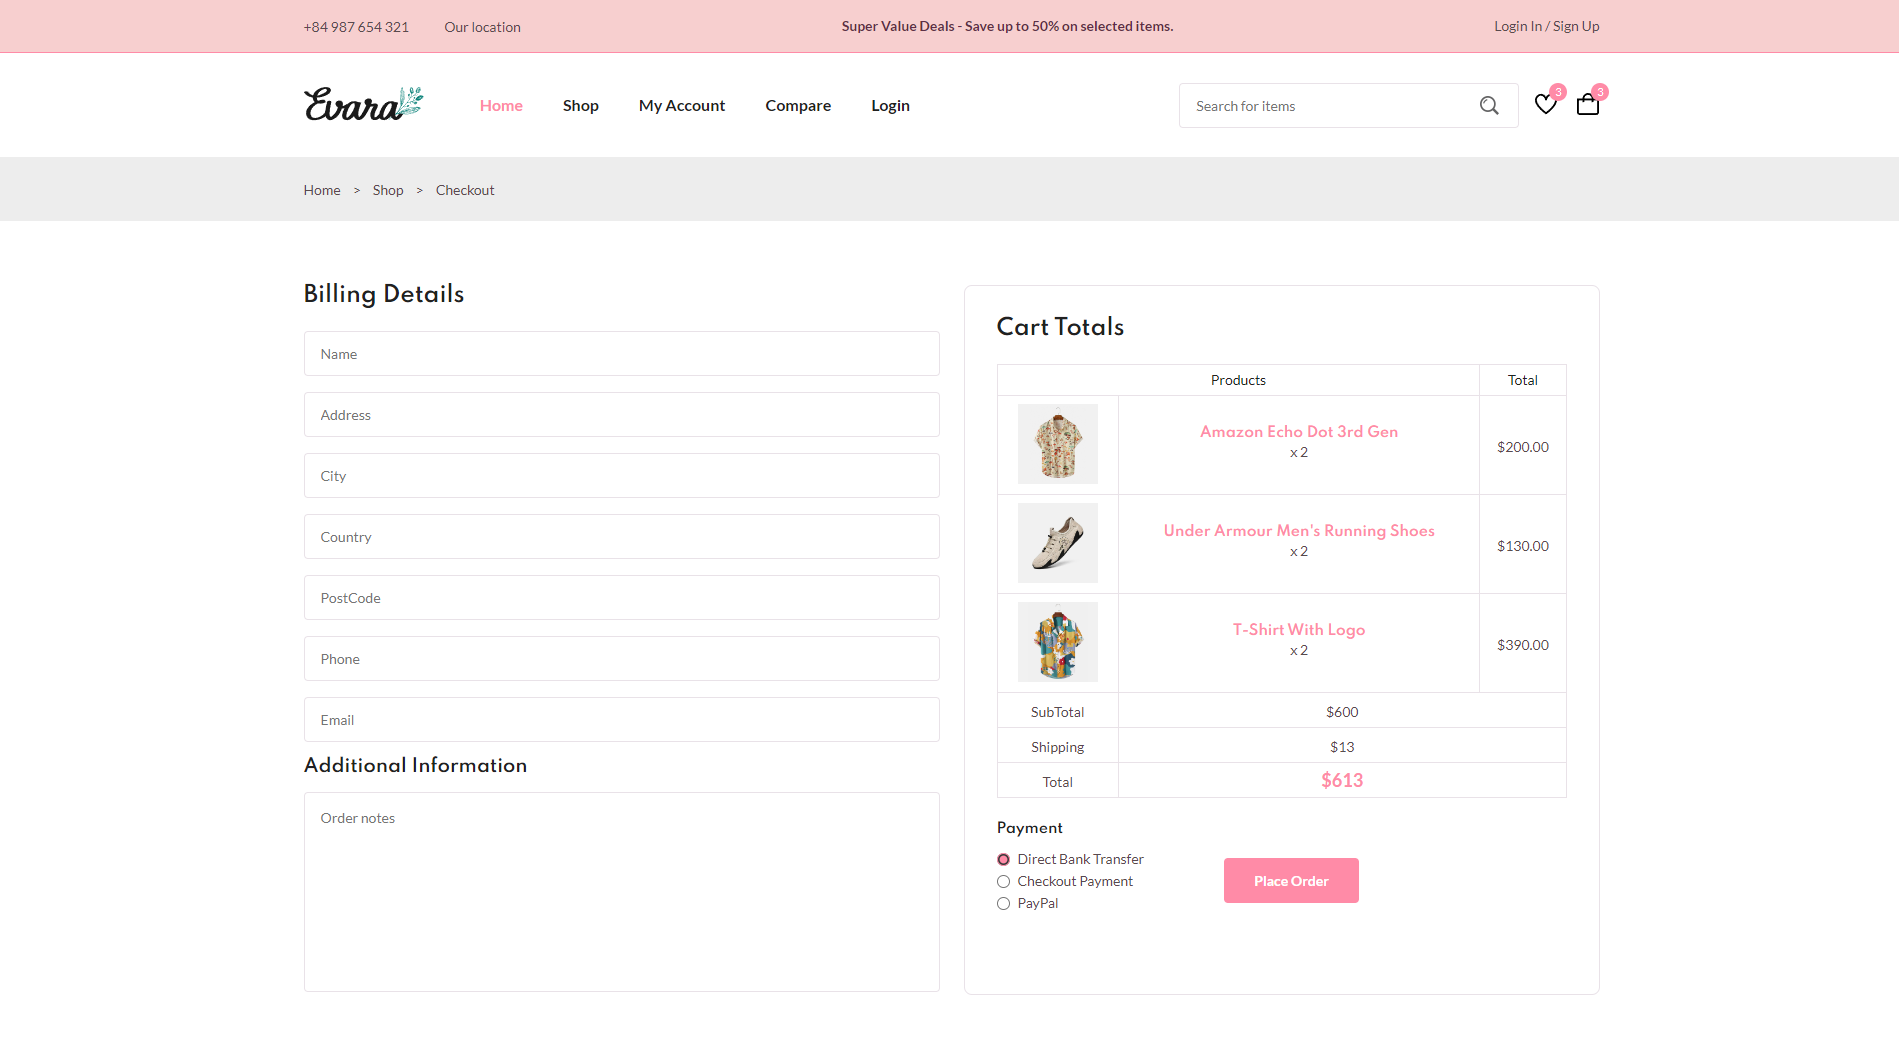 +84 987 654 321 Our location Super Value Deals - Save up to 50% on selected items. Login In / Sign Up
Evara Home Shop My Account Compare Login Search for items 3 3
Home > Shop > Checkout
Billing Details
Name
Address
City
Country
PostCode
Phone
Email
Additional Information
Order notes
Cart Totals
Products Total
Amazon Echo Dot 3rd Gen
x 2
$200.00
Under Armour Men's Running Shoes
x 2
$130.00
T-Shirt With Logo
x 2
$390.00
SubTotal $600
Shipping $13
Total $613
Payment
Direct Bank Transfer
Checkout Payment
PayPal
Place Order